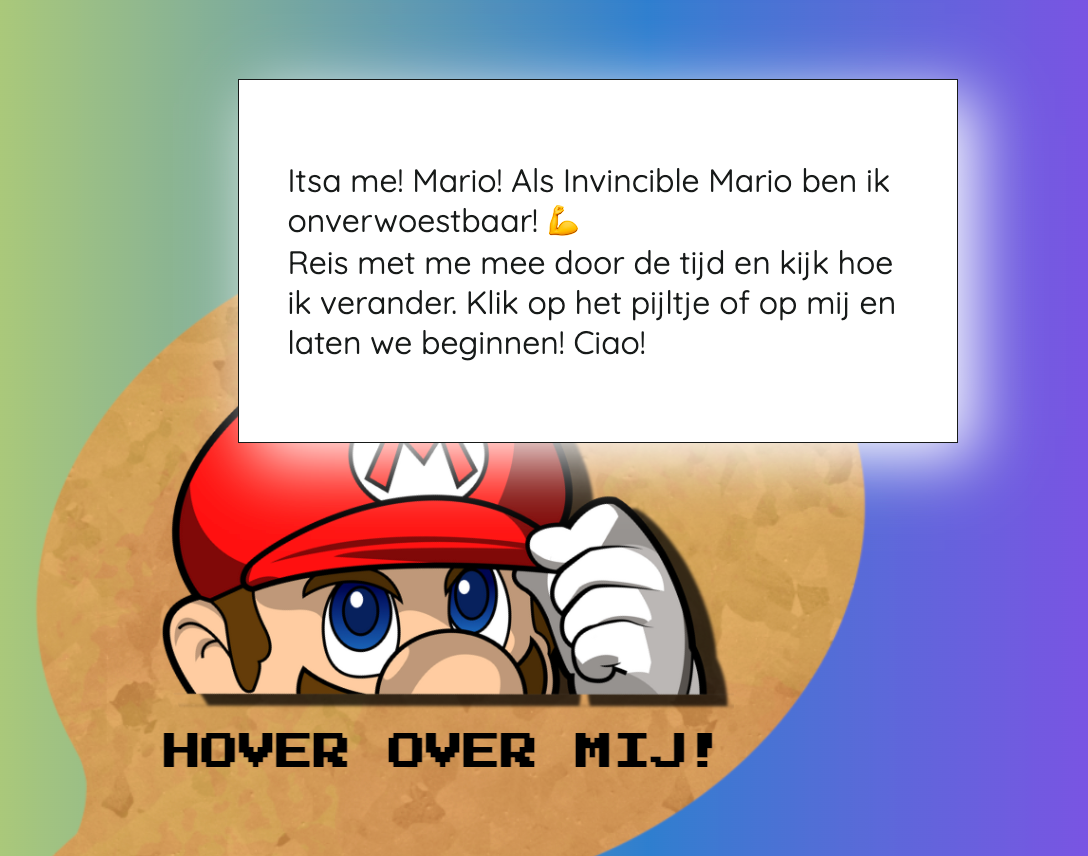 Itsa me! Mario! Als Invincible Mario ben ik
onverwoestbaar! 💪
Reis met me mee door de tijd en kijk hoe
ik verander. Klik op het pijltje of op mij en
laten we beginnen! Ciao!
M
HOVER OVER MIJ!